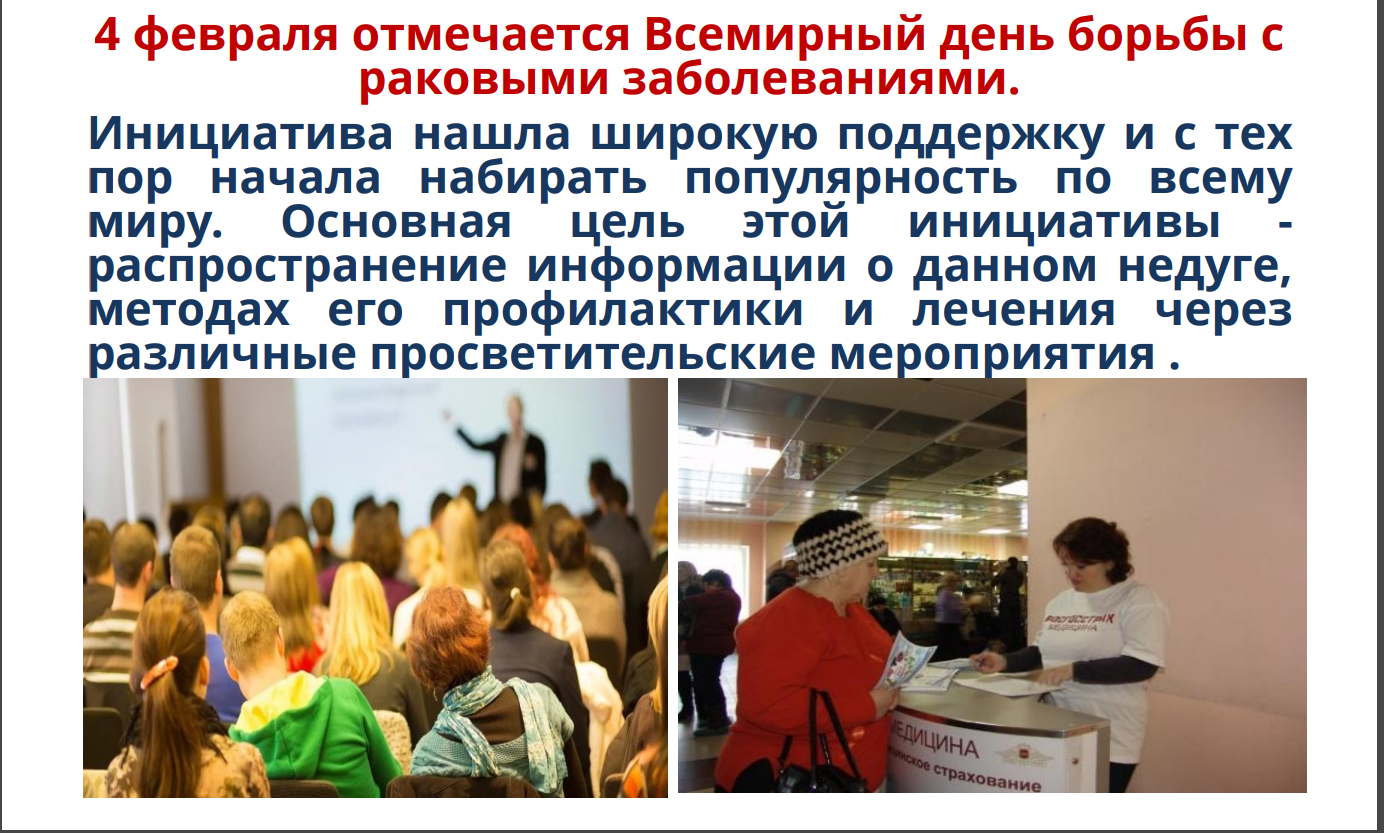 4 февраля отмечается Всемирный день борьбы с
раковыми заболеваниями.
Инициатива нашла широкую поддержку и с тех
пор начала набирать популярность по всему
миру. Основная цель этой инициативы -
распространение информации о данном недуге,
методах его профилактики и лечения через
различные просветительские мероприятия .
РОСГОССТРАХ
МЕДИЦИНА
МЕДИЦИНА
страхование